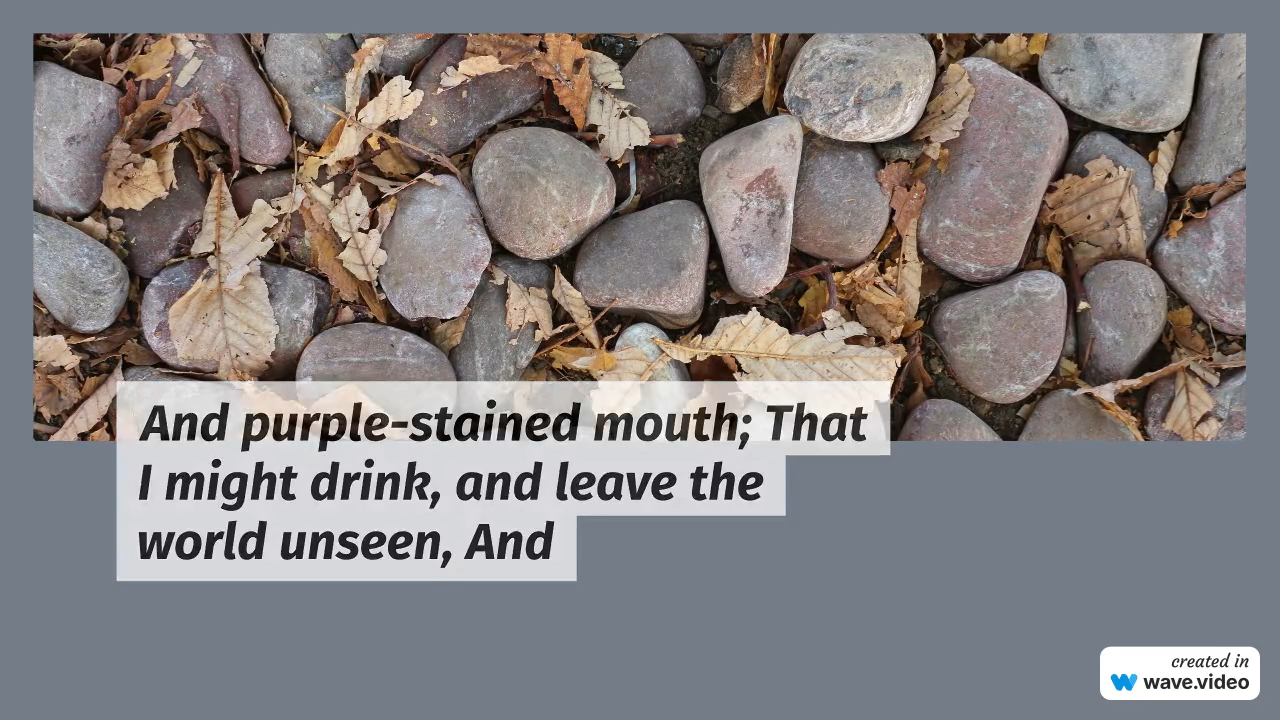 And purple-stained mouth; That
I might drink, and leave the
world unseen, And
created in
wave.video